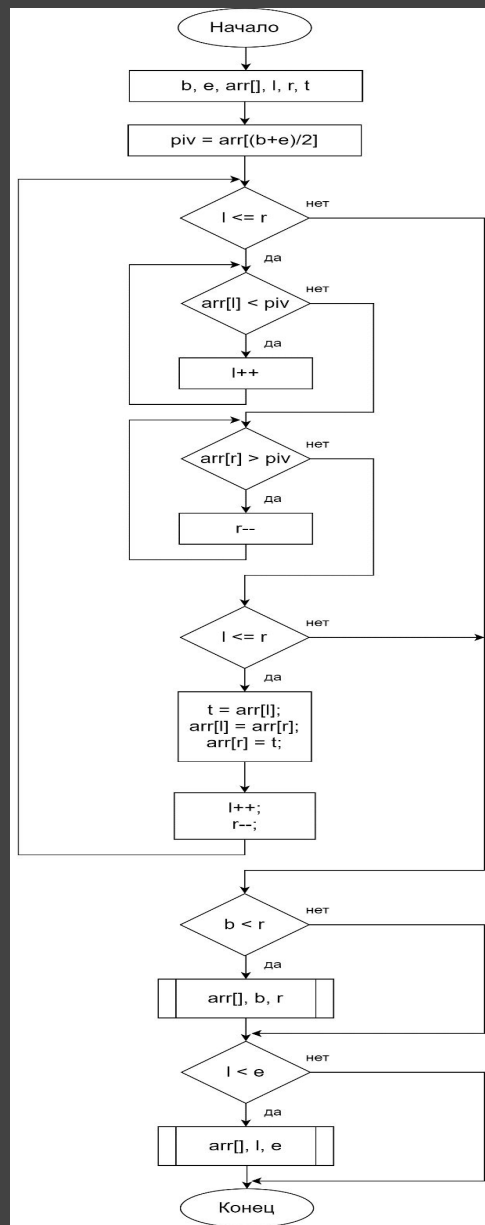 Начало
b, e, arr[], l, r, t
piv = arr[(b+e)/2]
l <= r
нет
да
arr[l] < piv
нет
да
l++
arr[r] > piv
нет
да
r--
l <= r
нет
да
t = arr[l];
arr[l] = arr[r];
arr[r] = t;
l++;
r--;
b < r
нет
да
arr[], b, r
l < e
нет
да
arr[], l, e
Конец